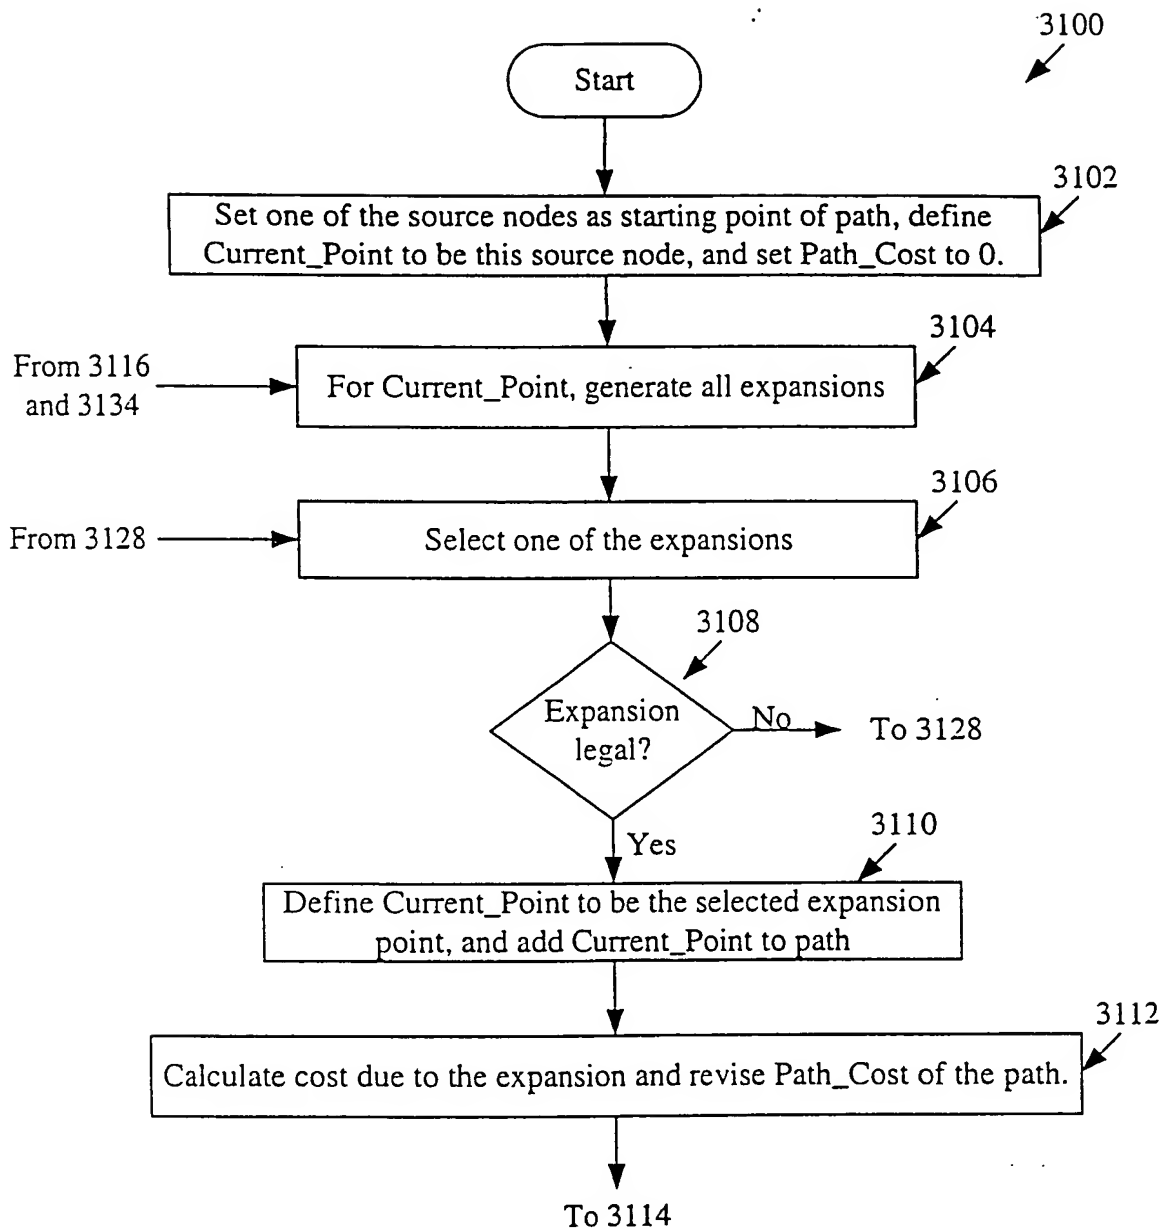 3100
Start
3102
Set one of the source nodes as starting point of path, define
Current_Point to be this source node, and set Path_Cost to 0.
3104
From 3116
and 3134
For Current_Point, generate all expansions
3106
From 3128
Select one of the expansions
3108
Expansion
legal?
No
To 3128
Yes
3110
Define Current_Point to be the selected expansion
point, and add Current_Point to path
3112
Calculate cost due to the expansion and revise Path_Cost of the path.
To 3114